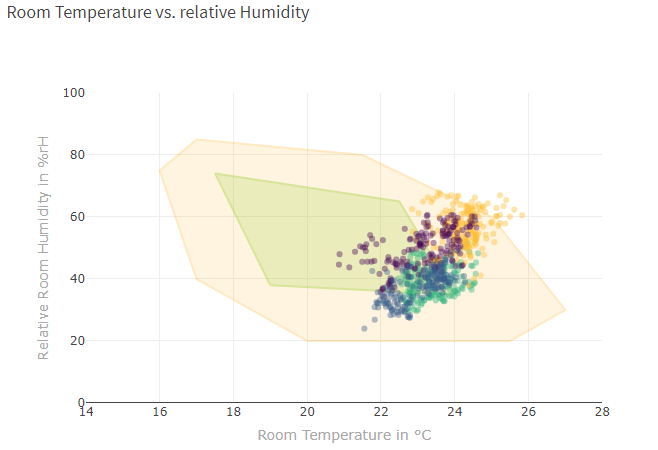 Room Temperature vs. relative Humidity
100
80
60
40
20
0
14 16 18 20 22 24 26 28
Relative Room Humidity in %rH
Room Temperature in °C